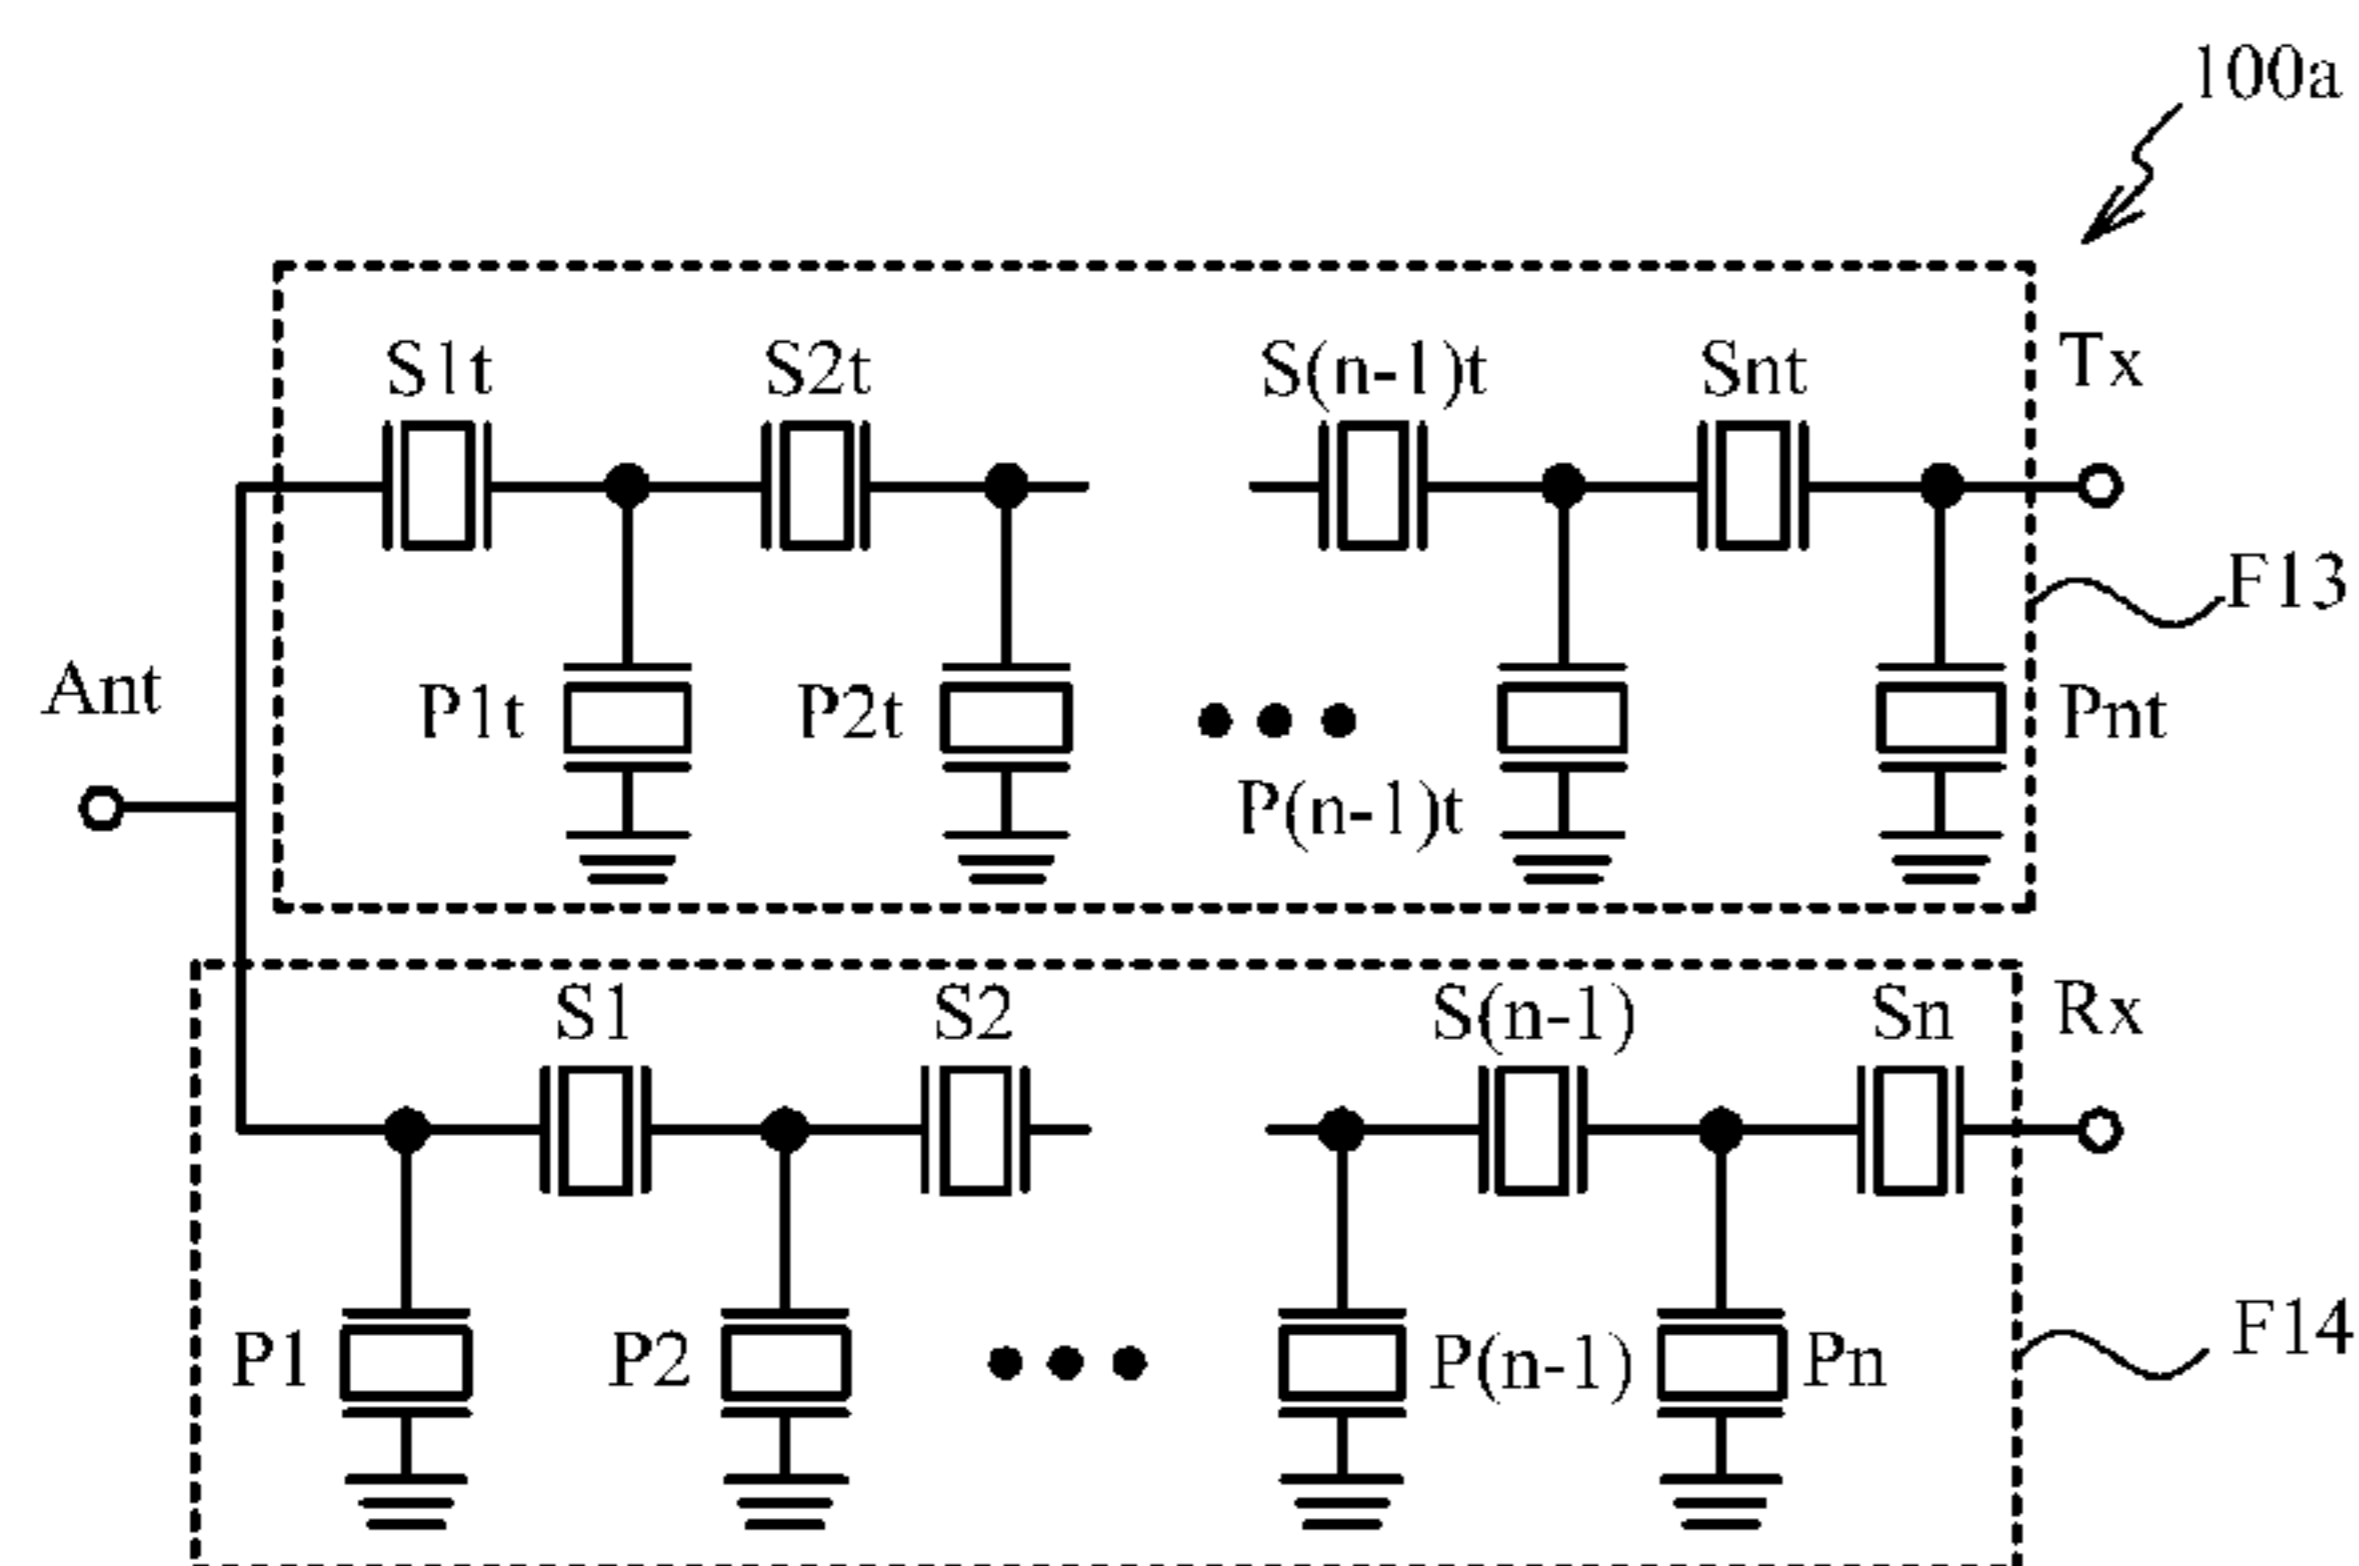 100a
S1t S2t S(n-1)t Snt Tx
F13
Ant P1t P2t Pnt
P(n-1)t
S1 S2 S(n-1) Sn Rx
P1 P2 P(n-1) Pn F14